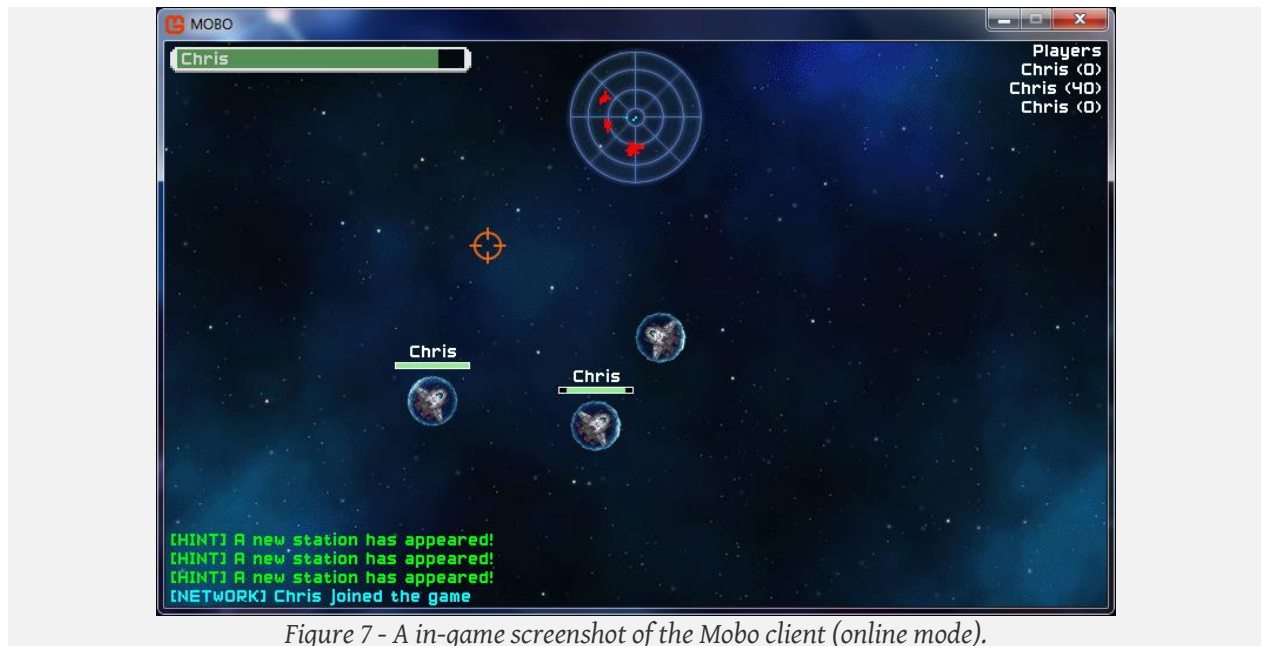 MOBO
Chris
Players
Chris (0)
Chris (40)
Chris (0)
Chris
Chris
[HINT] A new station has appeared!
[HINT] A new station has appeared!
[HINT] A new station has appeared!
[NETWORK] Chris joined the game
Figure 7 - A in-game screenshot of the Mobo client (online mode).